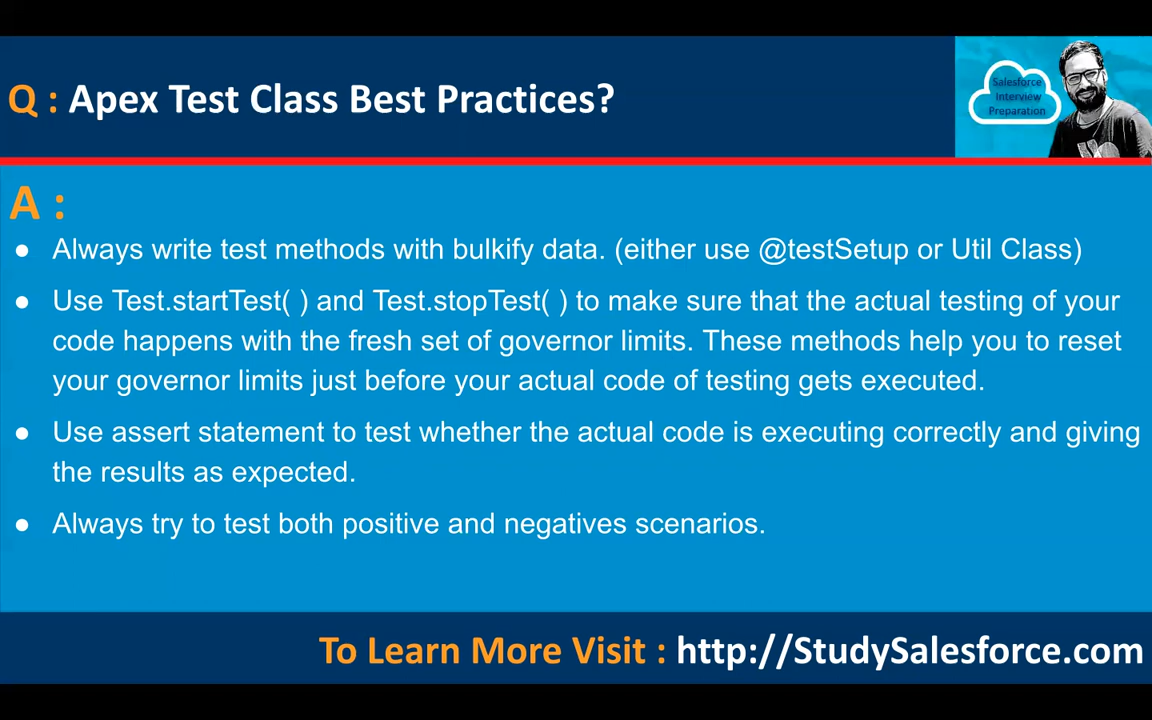 Q : Apex Test Class Best Practices?
Salesforce
Interview
Preparation
A :
● Always write test methods with bulkify data. (either use @testSetup or Util Class)
● Use Test.startTest( ) and Test.stopTest( ) to make sure that the actual testing of your
code happens with the fresh set of governor limits. These methods help you to reset
your governor limits just before your actual code of testing gets executed.
● Use assert statement to test whether the actual code is executing correctly and giving
the results as expected.
● Always try to test both positive and negatives scenarios.
To Learn More Visit : http://StudySalesforce.com